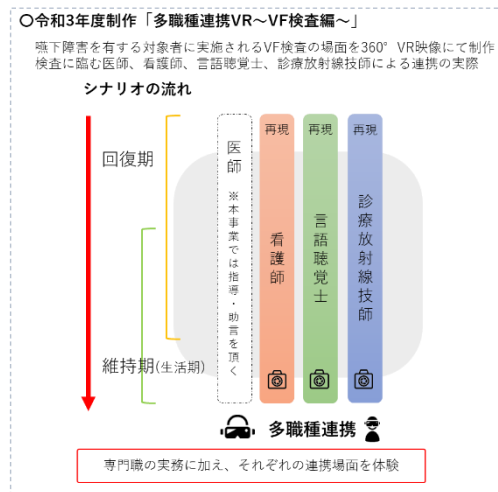 〇令和3年度制作「多職種連携VR～VF検査編～」
嚥下障害を有する対象者に実施されるVF検査の場面を360°VR映像にて制作
検査に臨む医師、看護師、言語聴覚士、診療放射線技師による連携の実際
シナリオの流れ
回復期
維持期(生活期)
医師
※本事業では指導・助言を頂く
再現
看護師
再現
言語聴覚士
再現
診療放射線技師
多職種連携
専門職の実務に加え、それぞれの連携場面を体験